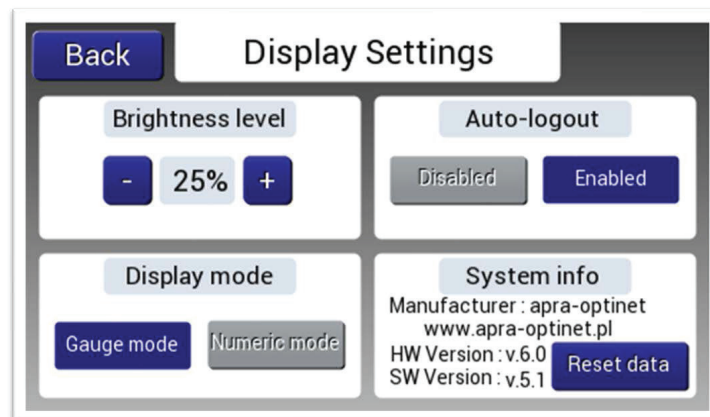 Back
Display Settings
Brightness level
- 25% +
Auto-logout
Disabled Enabled
Display mode
Gauge mode Numeric mode
System info
Manufacturer : apra-optinet
www.apra-optinet.pl
HW Version : v.6.0
SW Version : v.5.1
Reset data